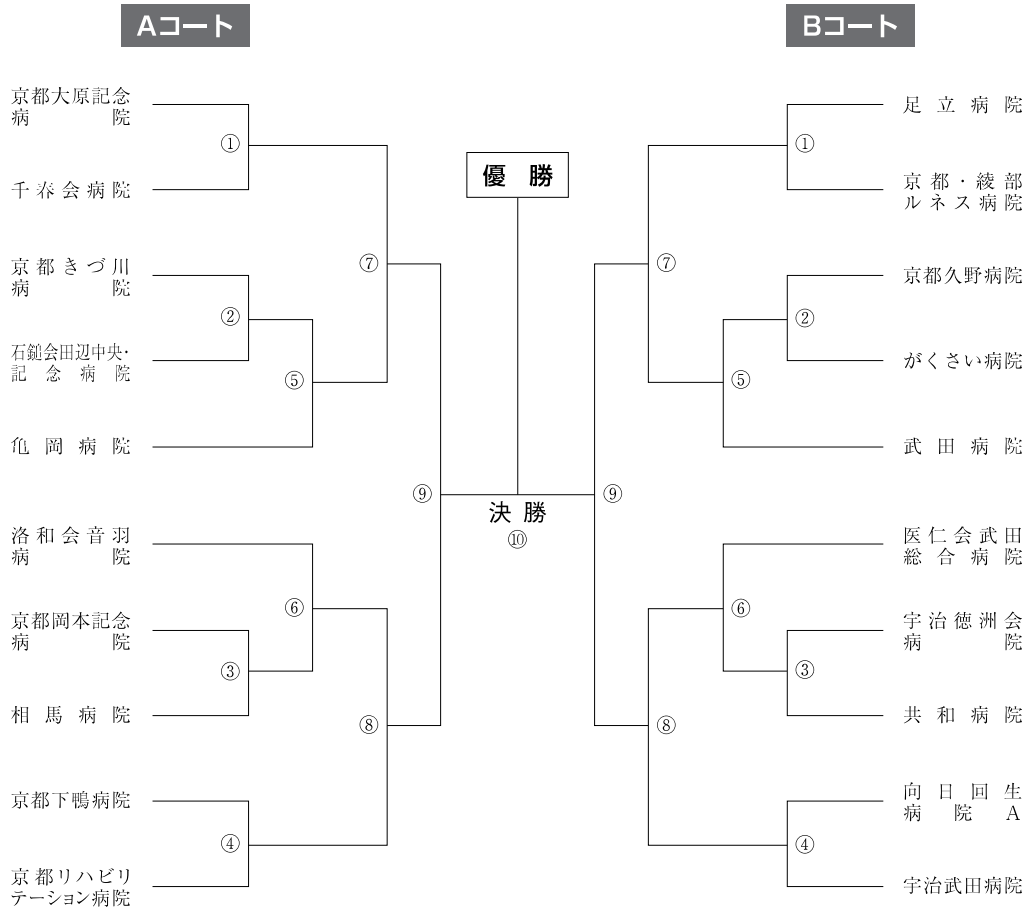 Aコート
京都大原記念
病院
①
千春会病院
京都きづ川
病院
②
石鎚会田辺中央・
記念病院
⑤
亀岡病院
⑦
洛和会音羽
病院
⑥
京都岡本記念
病院
③
相馬病院
⑧
京都下鴨病院
④
京都リハビリ
テーション病院
⑨
優勝
決勝
⑩
Bコート
足立病院
①
京都・綾部
ルネス病院
⑦
京都久野病院
②
がくさい病院
⑤
武田病院
⑨
医仁会武田
総合病院
⑥
宇治徳洲会
病院
③
共和病院
⑧
向日回生
病院A
④
宇治武田病院